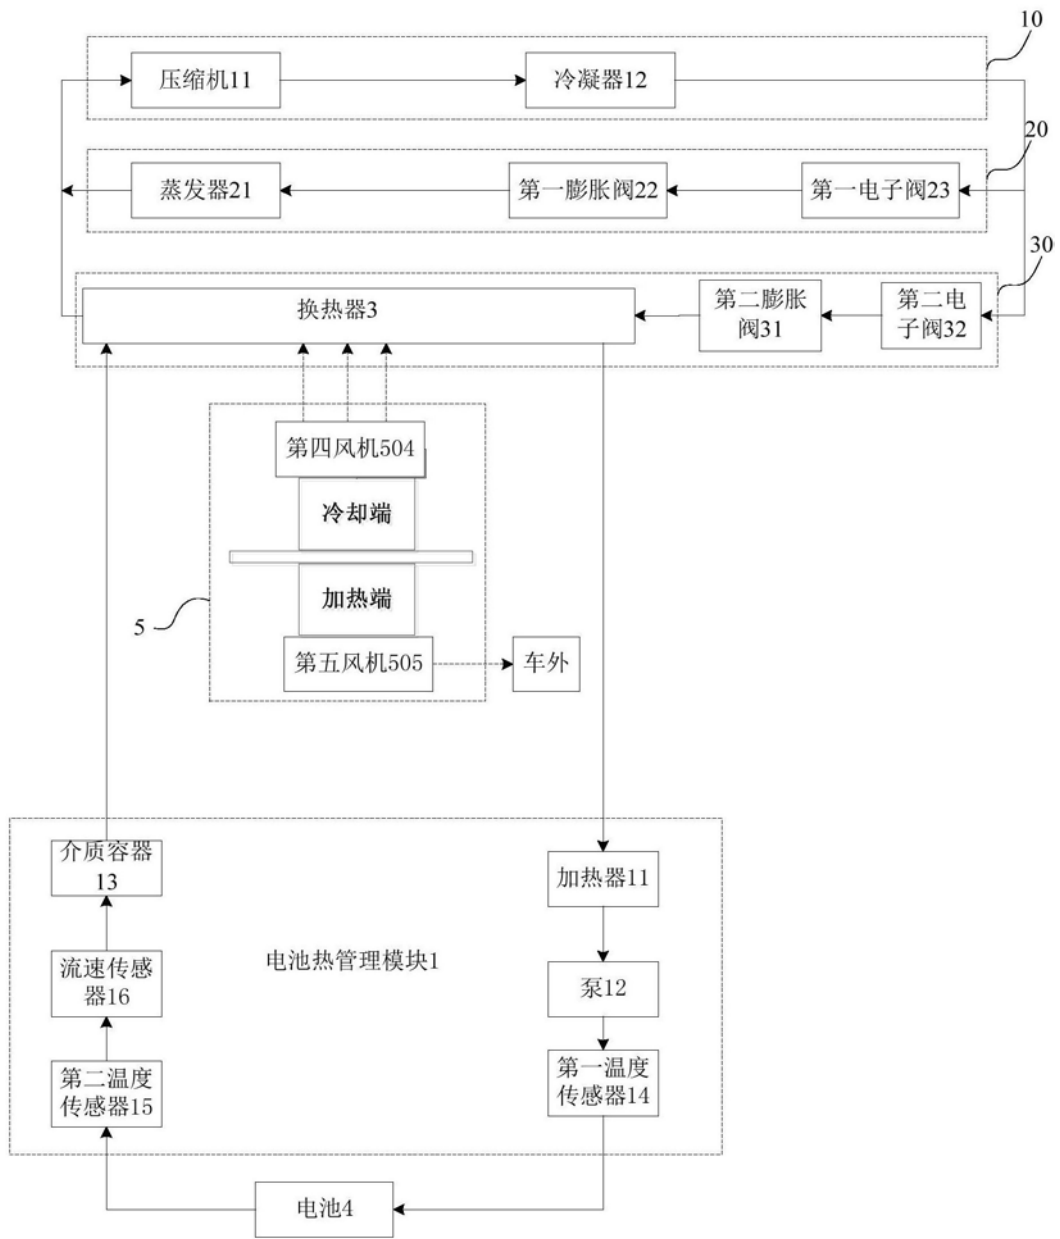 10
压缩机11
冷凝器12
20
蒸发器21
第一膨胀阀22
第一电子阀23
30
换热器3
第二膨胀
阀31
第二电
子阀32
第四风机504
冷却端
加热端
5
第五风机505
车外
介质容器
13
加热器11
流速传感
器16
电池热管理模块1
泵12
第二温度
传感器15
第一温度
传感器14
电池4